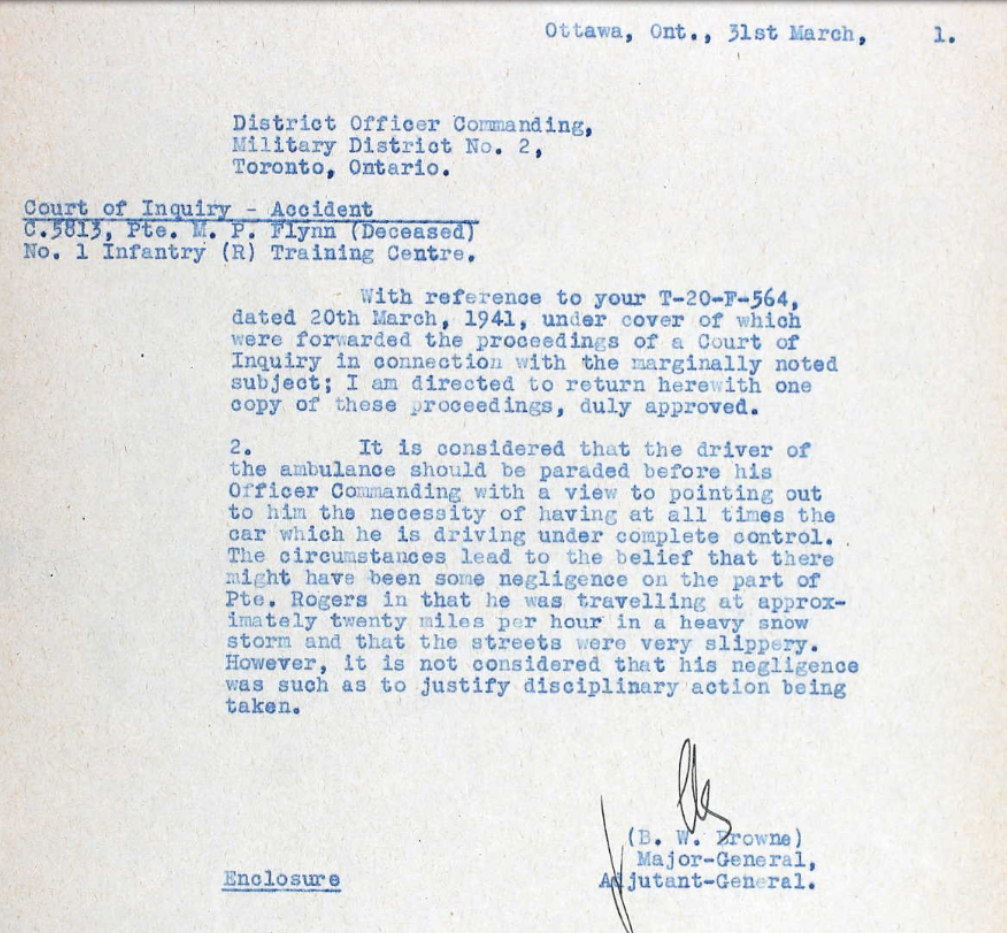 Ottawa, Ont., 31st March, 1.
District Officer Commanding,
Military District No. 2,
Toronto, Ontario.
Court of Inquiry - Accident
C.5813, Pte. M. P. Flynn (Deceased)
No. 1 Infantry (R) Training Centre.
With reference to your T-20-F-564,
dated 20th March, 1941, under cover of which
were forwarded the proceedings of a Court of
Inquiry in connection with the marginally noted
subject; I am directed to return herewith one
copy of these proceedings, duly approved.
2. It is considered that the driver of
the ambulance should be paraded before his
Officer Commanding with a view to pointing out
to him the necessity of having at all times the
car which he is driving under complete control.
The circumstances lead to the belief that there
might have been some negligence on the part of
Pte. Rogers in that he was travelling at approx-
imately twenty miles per hour in a heavy snow
storm and that the streets were very slippery.
However, it is not considered that his negligence
was such as to justify disciplinary action being
taken.
(B. W. Browne)
Major-General,
Adjutant-General.
Enclosure